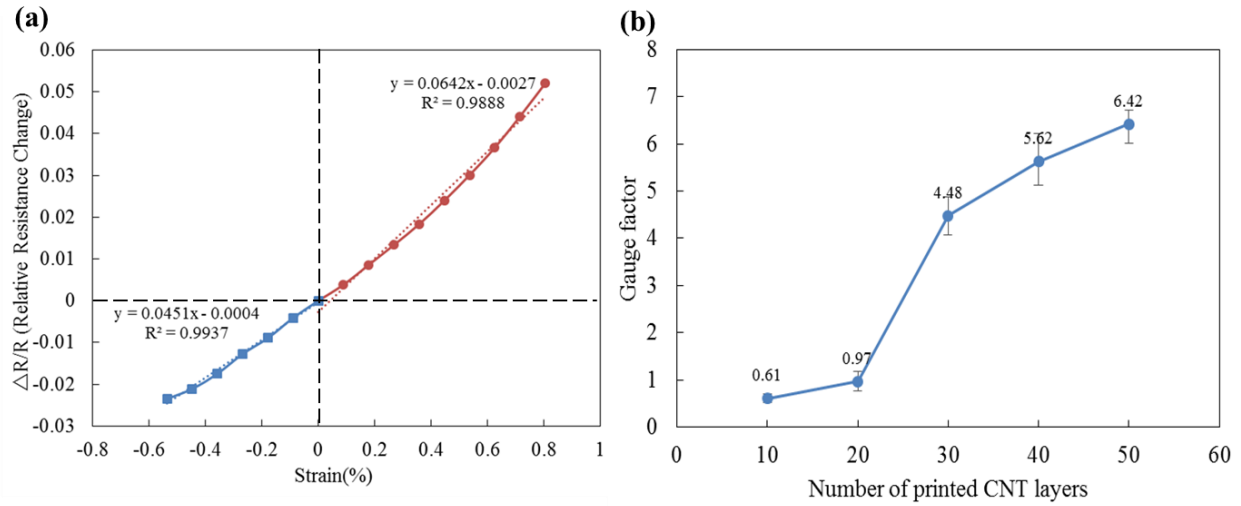 (a)
0.06
0.05
0.04
0.03
0.02
0.01
0
-0.01
-0.02
-0.03
△R/R (Relative Resistance Change)
y = 0.0642x - 0.0027
R² = 0.9888
y = 0.0451x - 0.0004
R² = 0.9937
-0.8 -0.6 -0.4 -0.2 0 0.2 0.4 0.6 0.8 1
Strain(%)
(b)
8
7
6
5
4
3
2
1
0
Gauge factor
0.61
0.97
4.48
5.62
6.42
0 10 20 30 40 50 60
Number of printed CNT layers